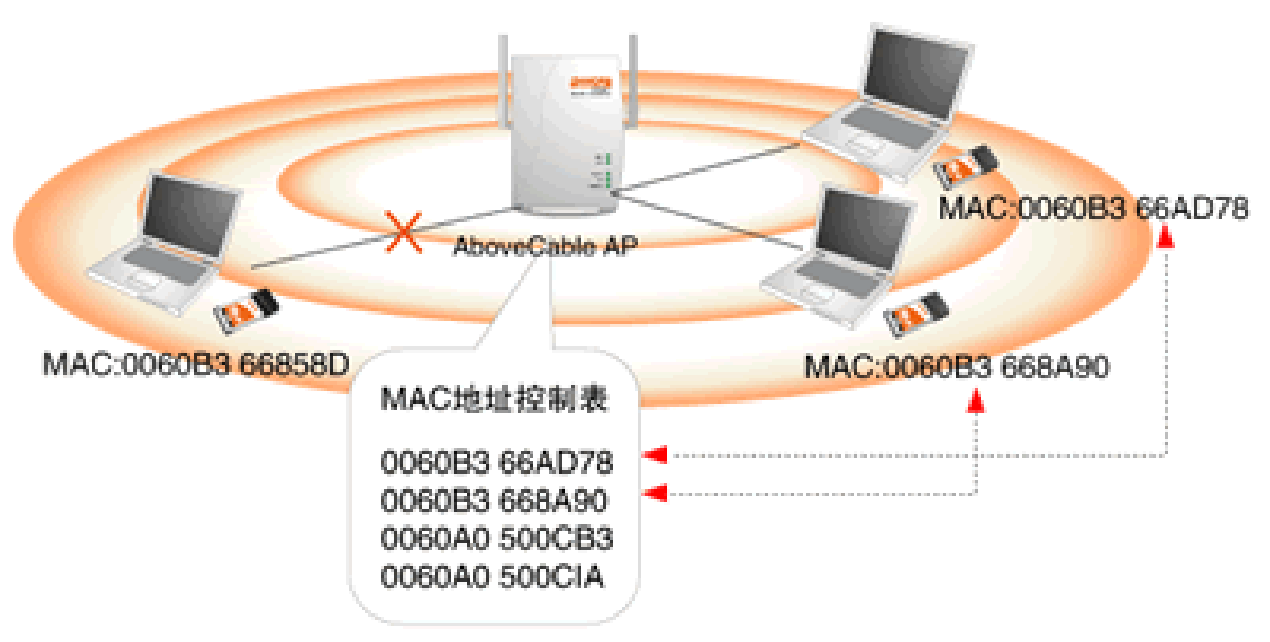 MAC:0060B3 66AD78
AboveCable AP
MAC:0060B3 66858D
MAC:0060B3 668A90
MAC地址控制表
0060B3 66AD78
0060B3 668A90
0060A0 500CB3
0060A0 500CIA